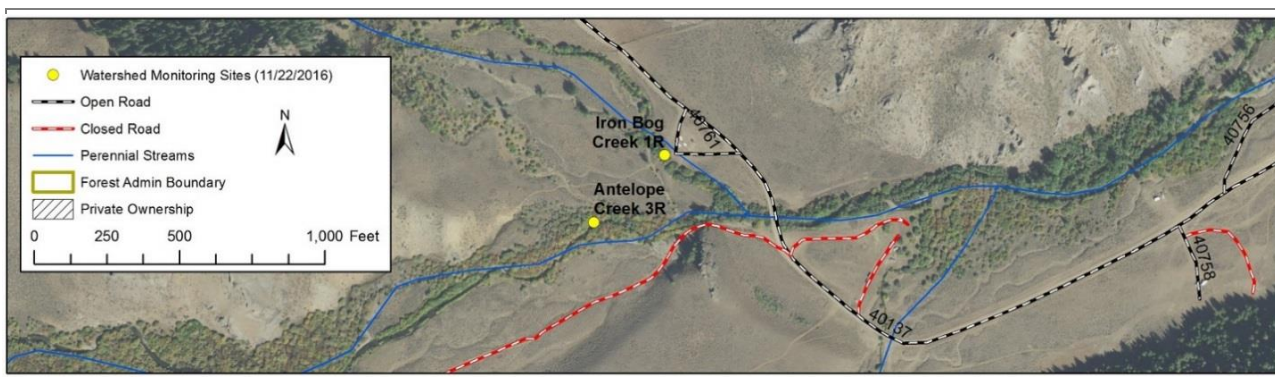 Watershed Monitoring Sites (11/22/2016)
Open Road
Closed Road
Perennial Streams
Forest Admin Boundary
Private Ownership
N
0 250 500 1,000 Feet
Iron Bog
Creek 1R
40761
Antelope
Creek 3R
40756
40758
40137